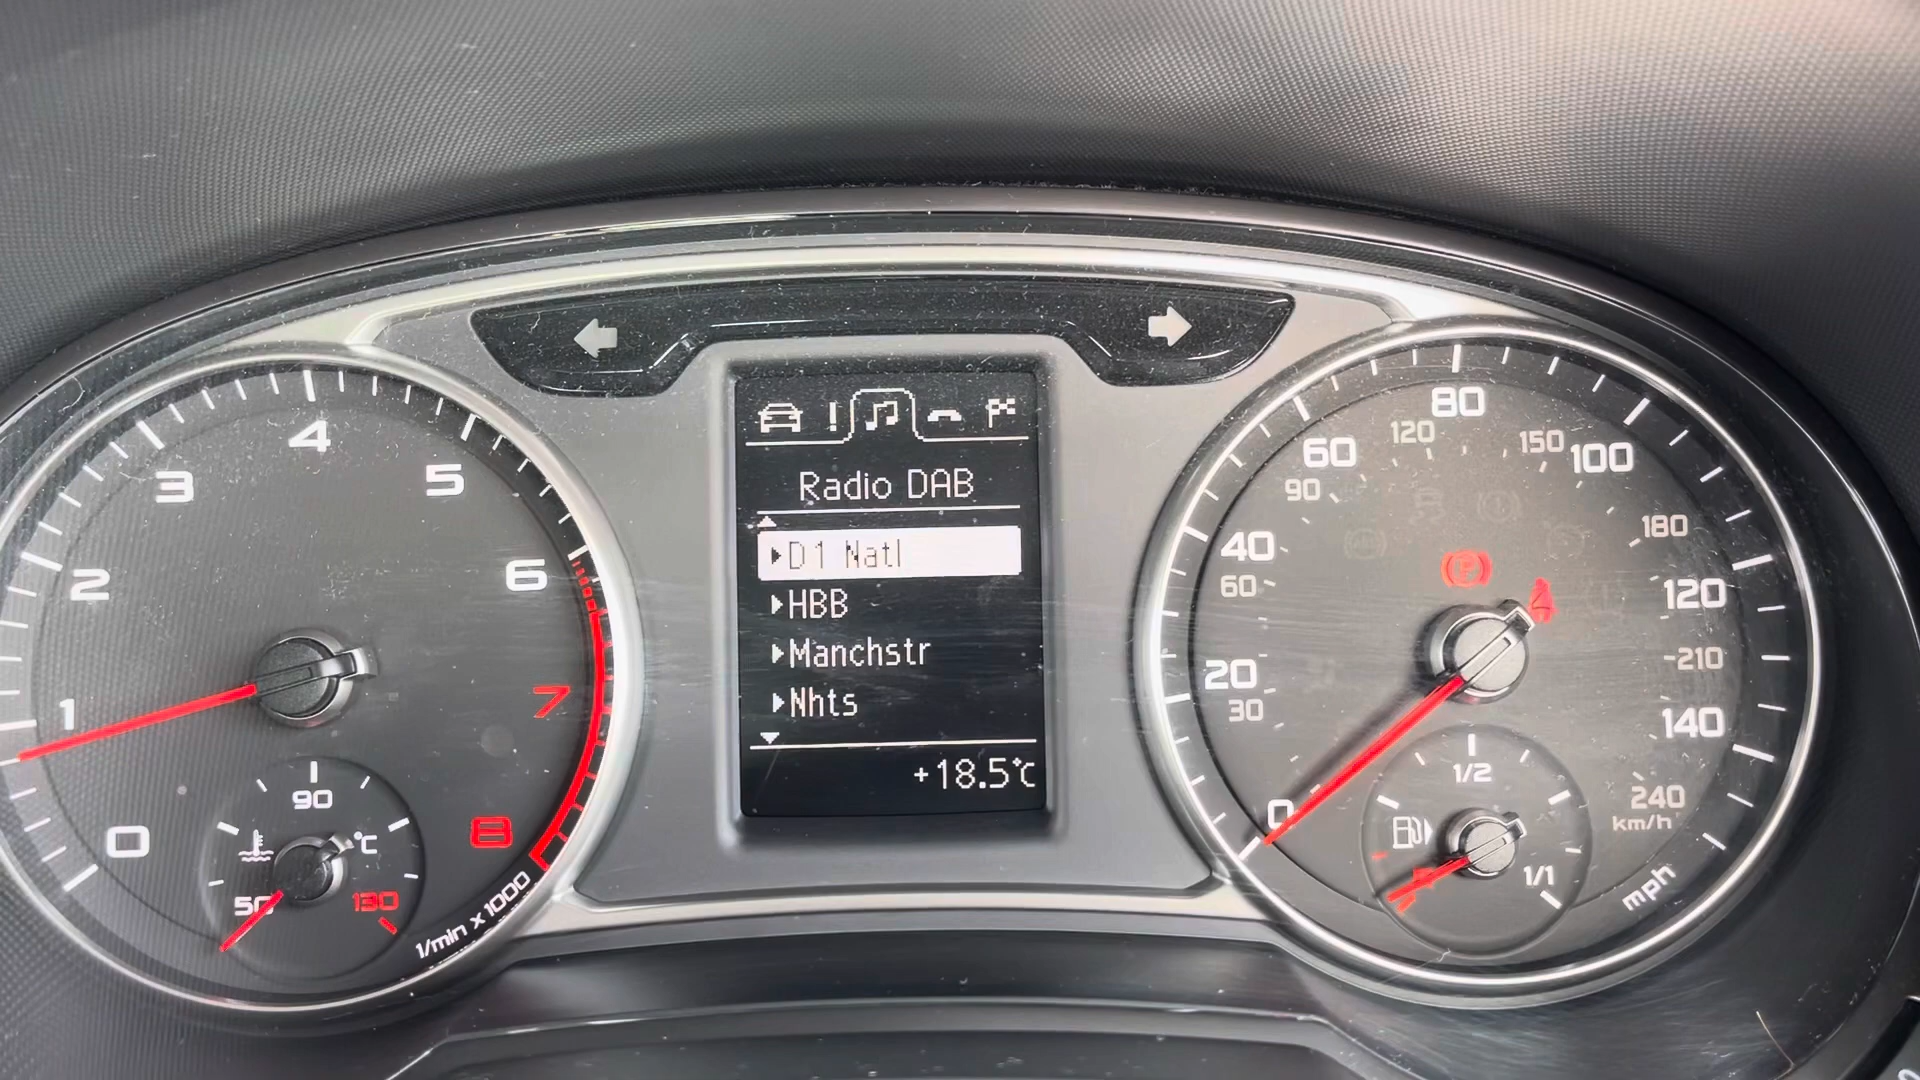 Radio DAB
D1 Natl
HBB
Manchstr
Nhts
+18.5°C
0
1
2
3
4
5
6
7
8
1/min x 1000
50
90
130
°C
0
20
40
60
80
100
120
140
mph
30
60
90
120
150
180
210
240
km/h
1/2
1/1
(P)